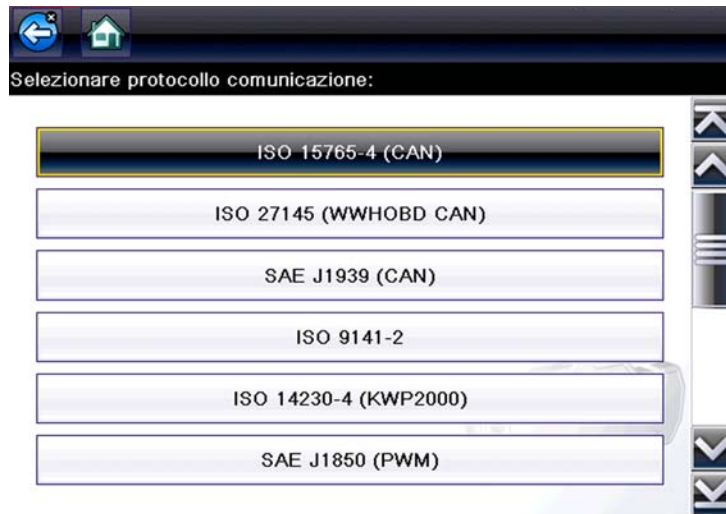 Selezionare protocollo comunicazione:
ISO 15765-4 (CAN)
ISO 27145 (WWHOBD CAN)
SAE J1939 (CAN)
ISO 9141-2
ISO 14230-4 (KWP2000)
SAE J1850 (PWM)